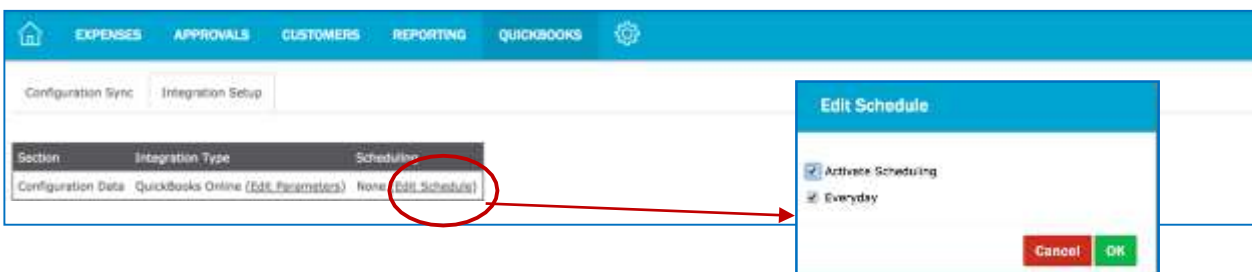 EXPENSES APPROVALS CUSTOMERS REPORTING QUICKBOOKS
Configuration Sync Integration Setup
Edit Schedule
Section Integration Type Scheduling
Activate Scheduling
Configuration Data QuickBooks Online (Edit Parameters) None (Edit Schedule)
Everyday
Cancel OK